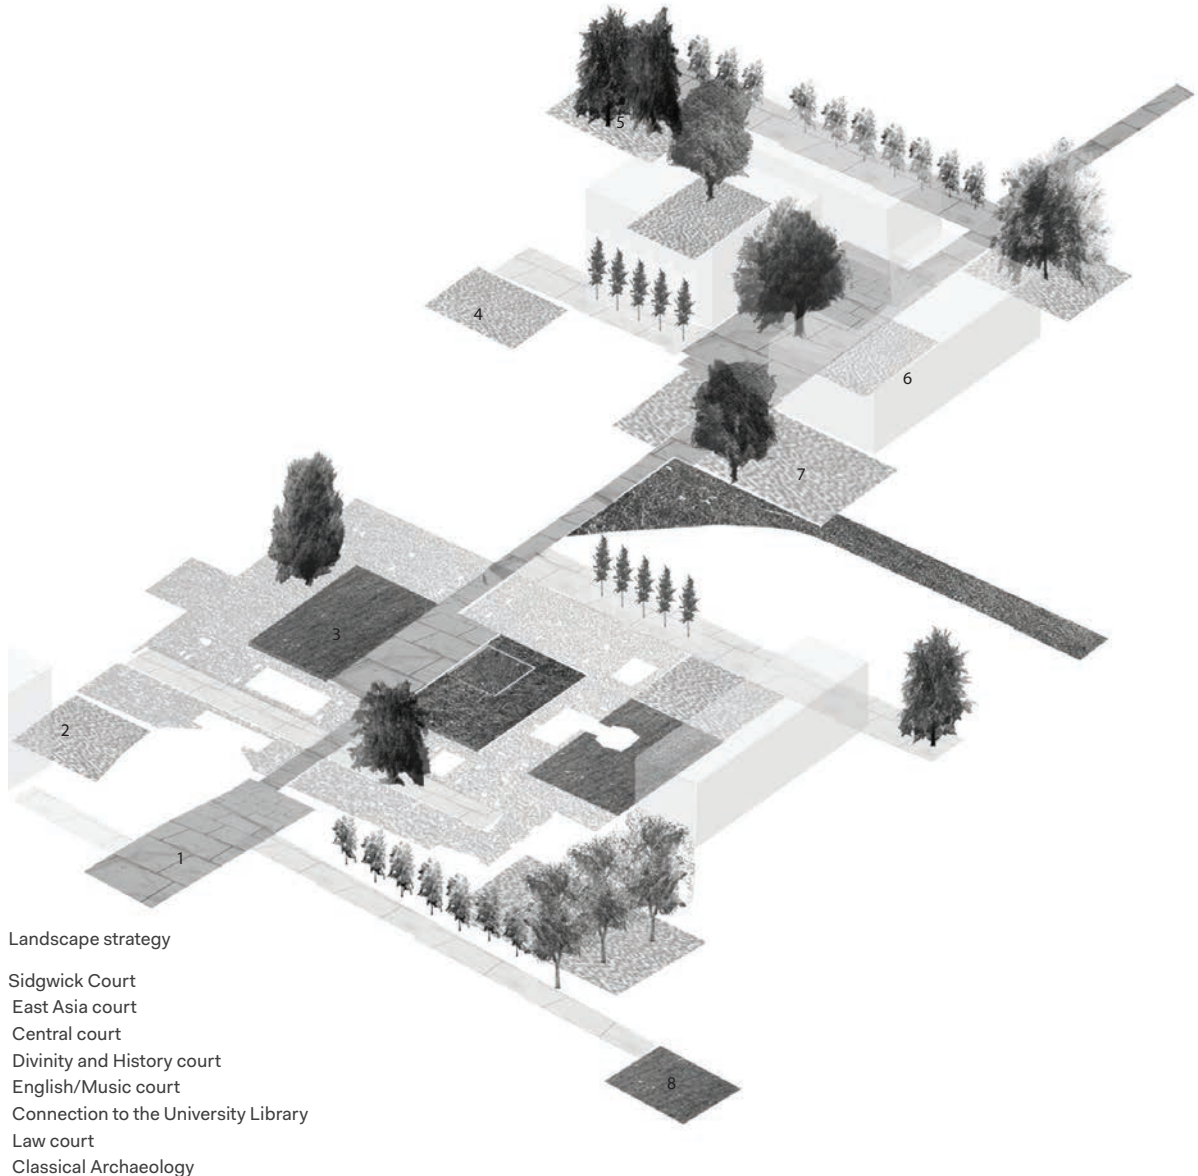 5
4
6
7
3
2
1
8
Landscape strategy
Sidgwick Court
East Asia court
Central court
Divinity and History court
English/Music court
Connection to the University Library
Law court
Classical Archaeology